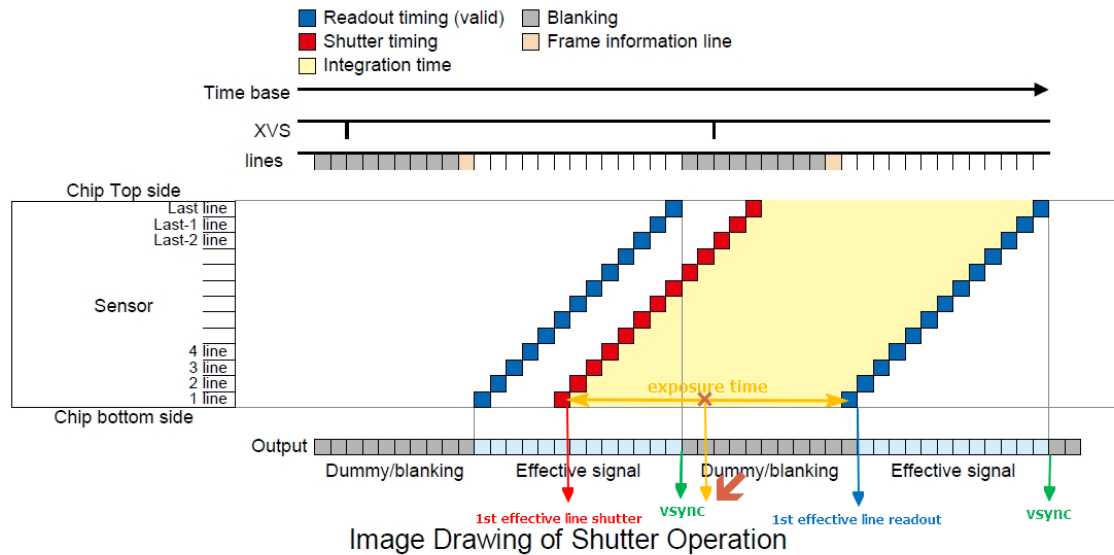 Readout timing (valid) Blanking
Shutter timing Frame information line
Integration time
Time base
XVS
lines
Chip Top side
Last line
Last-1 line
Last-2 line
Sensor
4 line
3 line
2 line
1 line
exposure time
Chip bottom side
Output
Dummy/blanking Effective signal Dummy/blanking Effective signal
1st effective line shutter vsync 1st effective line readout vsync
Image Drawing of Shutter Operation